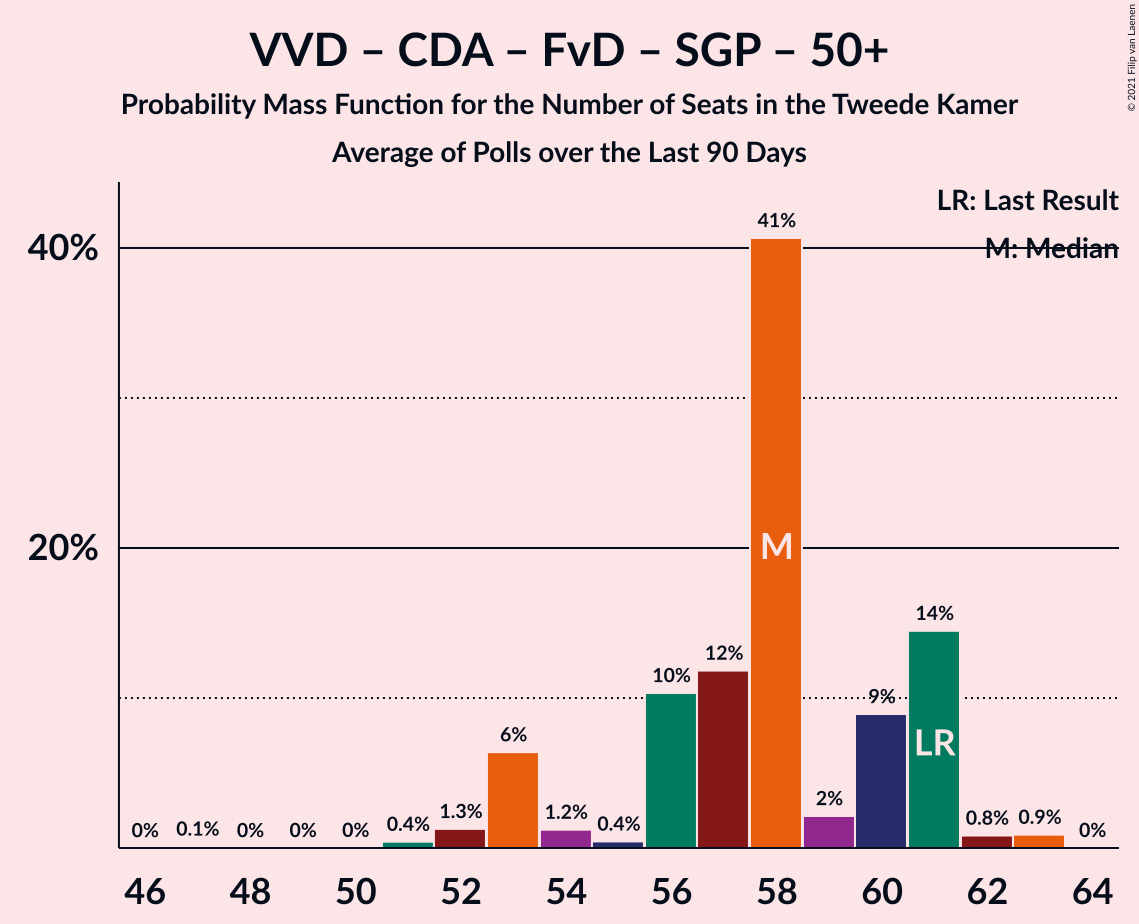 VVD – CDA – FvD – SGP – 50+
Probability Mass Function for the Number of Seats in the Tweede Kamer
Average of Polls over the Last 90 Days
© 2021 Filip van Laenen
LR: Last Result
M: Median
40%
20%
0%
0.1%
0%
0%
0%
0.4%
1.3%
6%
1.2%
0.4%
10%
12%
41%
2%
9%
14%
0.8%
0.9%
0%
M
LR
46 48 50 52 54 56 58 60 62 64